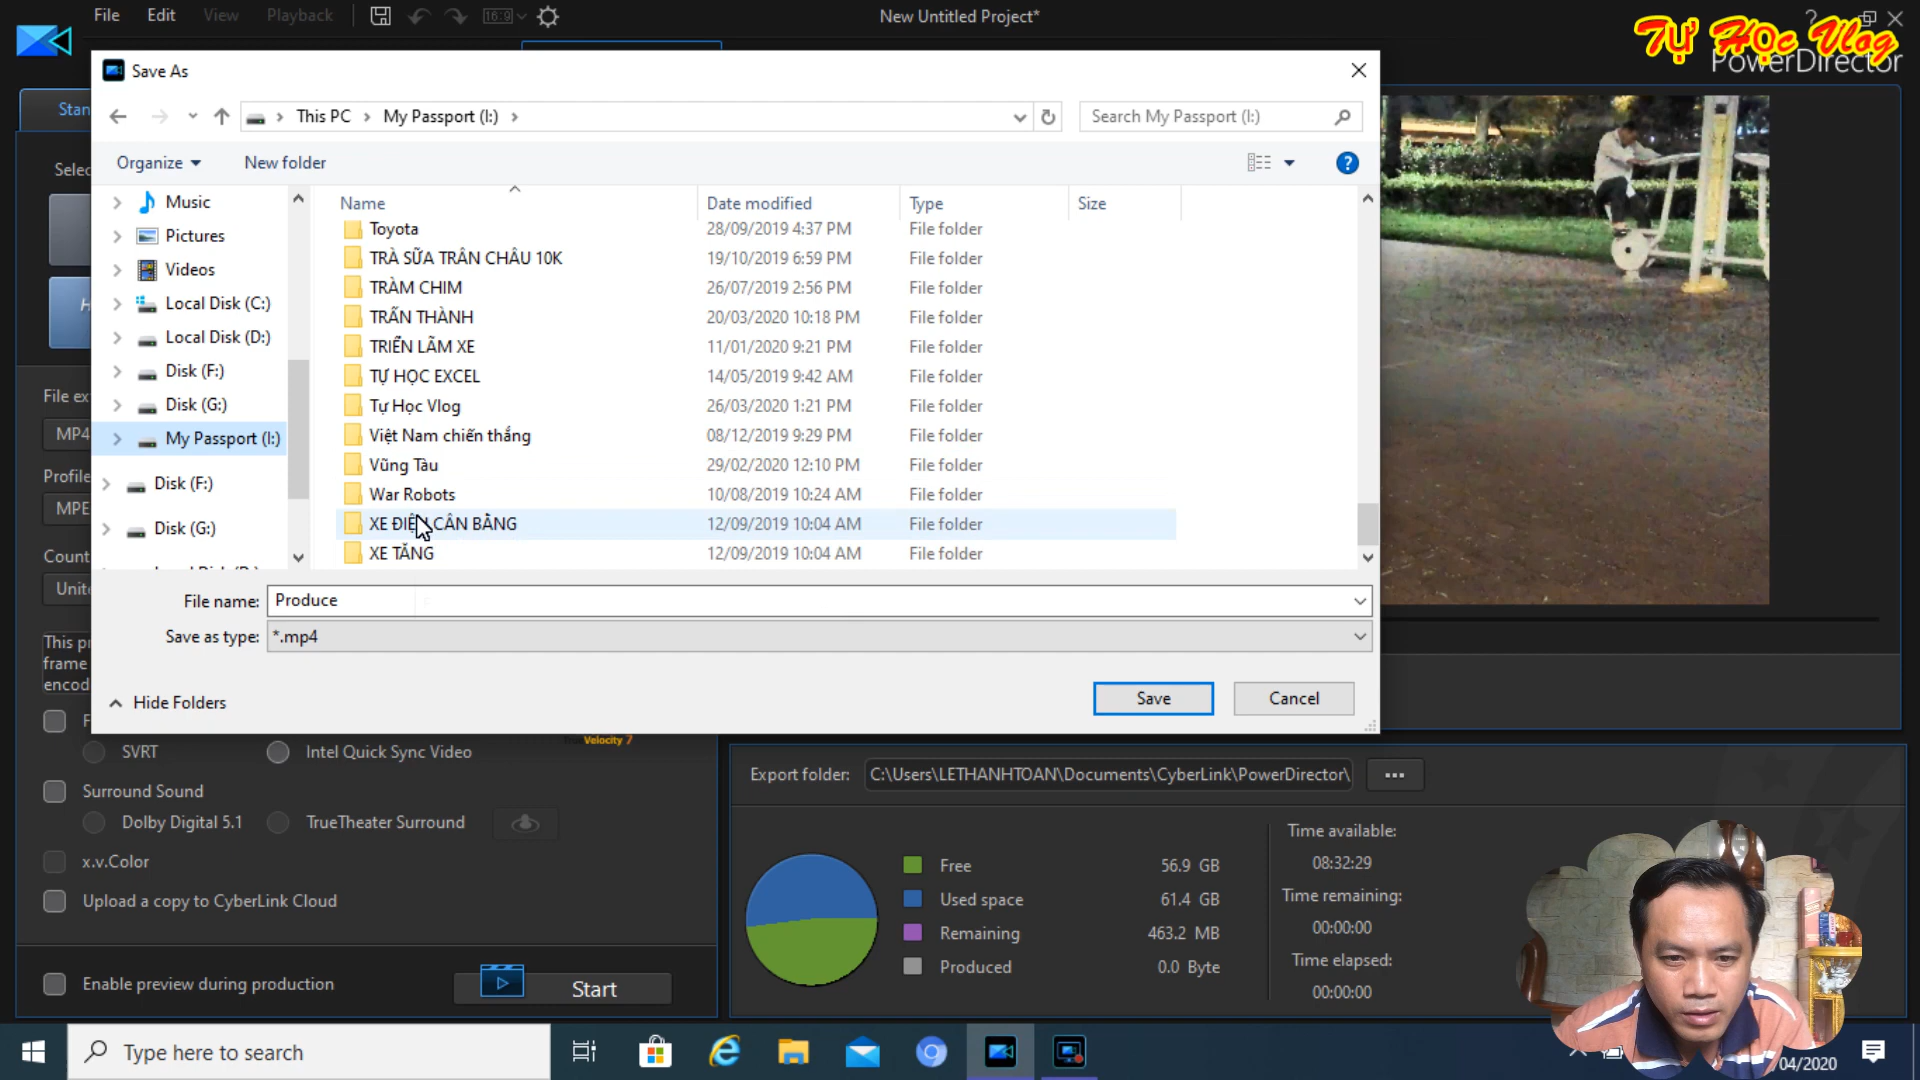 File Edit View Playback 16:9 New Untitled Project* ?
Tự Học Vlog
PowerDirector
Save As
This PC > My Passport (I:) >
Search My Passport (I:)
Organize New folder
Name Date modified Type Size
Music
Pictures
Videos
Local Disk (C:)
Local Disk (D:)
Disk (F:)
Disk (G:)
My Passport (I:)
Disk (F:)
Disk (G:)
Toyota 28/09/2019 4:37 PM File folder
TRÀ SỮA TRÂN CHÂU 10K 19/10/2019 6:59 PM File folder
TRÀM CHIM 26/07/2019 2:56 PM File folder
TRẤN THÀNH 20/03/2020 10:18 PM File folder
TRIỂN LÃM XE 11/01/2020 9:21 PM File folder
TỰ HỌC EXCEL 14/05/2019 9:42 AM File folder
Tự Học Vlog 26/03/2020 1:21 PM File folder
Việt Nam chiến thắng 08/12/2019 9:29 PM File folder
Vũng Tàu 29/02/2020 12:10 PM File folder
War Robots 10/08/2019 10:24 AM File folder
XE ĐIỆN CÂN BẰNG 12/09/2019 10:04 AM File folder
XE TĂNG 12/09/2019 10:04 AM File folder
File name: Produce
Save as type: *.mp4
Hide Folders
Save Cancel
Stan
Selec
File ex
MP4
Profile
MPE
Count
Unite
This pr
frame
encod
SVRT Intel Quick Sync Video
Velocity 7
Surround Sound
Dolby Digital 5.1 TrueTheater Surround
x.v.Color
Upload a copy to CyberLink Cloud
Enable preview during production
Start
Export folder: C:\Users\LETHANHTOAN\Documents\CyberLink\PowerDirector\ ...
Free 56.9 GB
Used space 61.4 GB
Remaining 463.2 MB
Produced 0.0 Byte
Time available:
08:32:29
Time remaining:
00:00:00
Time elapsed:
00:00:00
Type here to search
04/2020